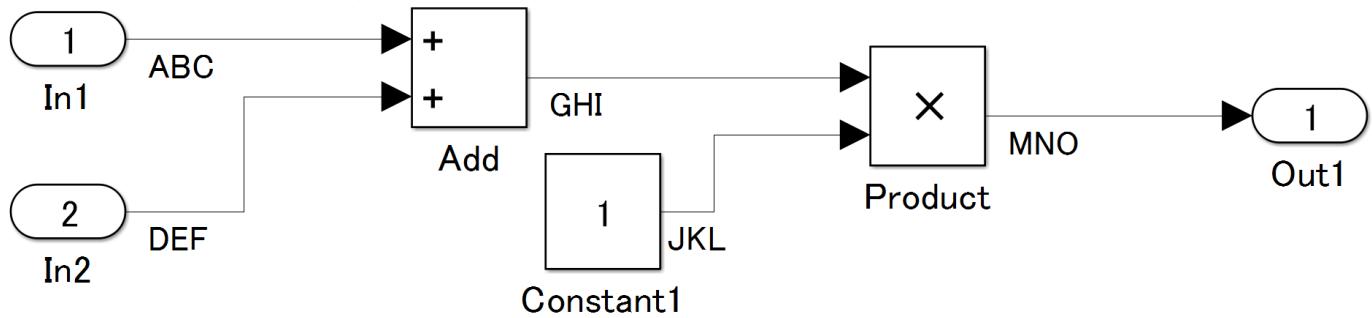 1
ABC
In1
2
DEF
In2
+
+
Add
GHI
1
JKL
Constant1
×
Product
MNO
1
Out1